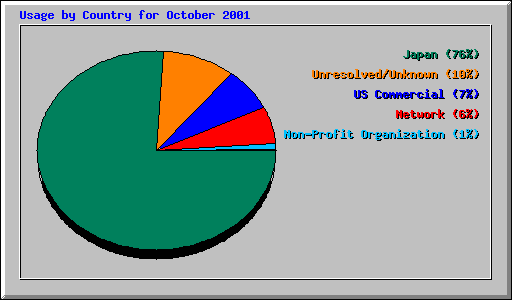 Usage by Country for October 2001
Japan (76%)
Unresolved/Unknown (10%)
US Commercial (7%)
Network (6%)
Non-Profit Organization (1%)